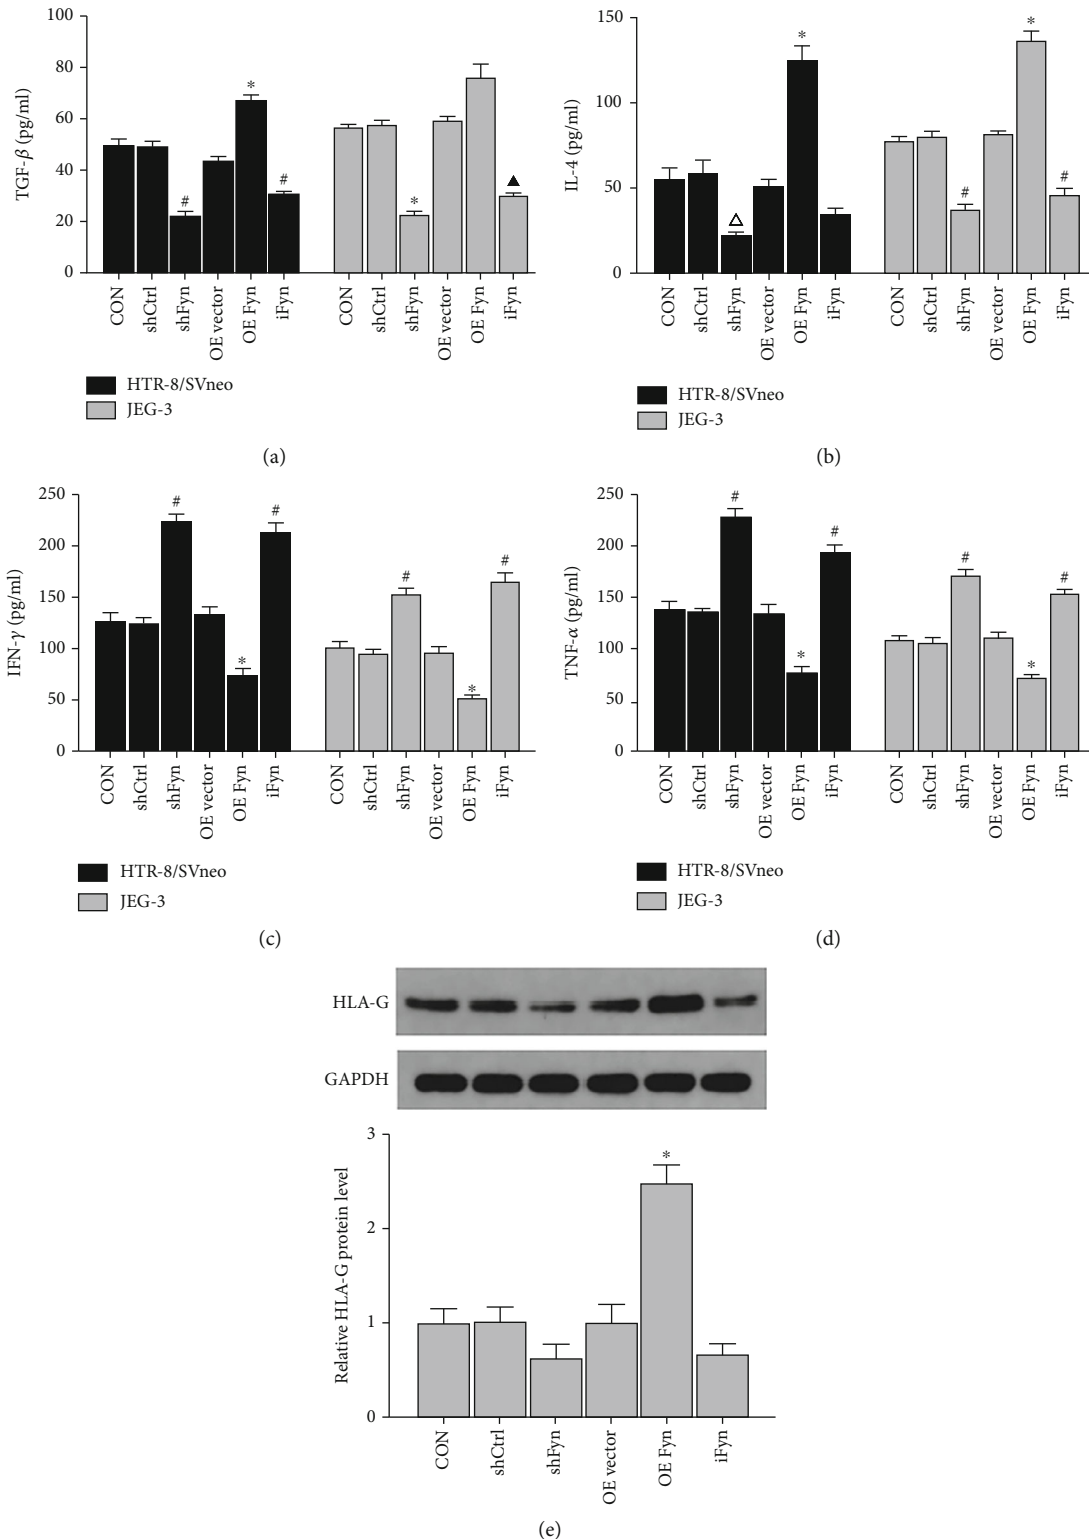 100
80
60
40
20
0
TGF-β (pg/ml)
*
#
#
*
▲
CON
shCtrl
shFyn
OE vector
OE Fyn
iFyn
CON
shCtrl
shFyn
OE vector
OE Fyn
iFyn
HTR-8/SVneo
JEG-3
(a)
150
100
50
0
IL-4 (pg/ml)
△
*
#
*
#
CON
shCtrl
shFyn
OE vector
OE Fyn
iFyn
CON
shCtrl
shFyn
OE vector
OE Fyn
iFyn
HTR-8/SVneo
JEG-3
(b)
250
200
150
100
50
0
IFN-γ (pg/ml)
#
*
#
#
*
#
CON
shCtrl
shFyn
OE vector
OE Fyn
iFyn
CON
shCtrl
shFyn
OE vector
OE Fyn
iFyn
HTR-8/SVneo
JEG-3
(c)
250
200
150
100
50
0
TNF-α (pg/ml)
#
*
#
#
*
#
CON
shCtrl
shFyn
OE vector
OE Fyn
iFyn
CON
shCtrl
shFyn
OE vector
OE Fyn
iFyn
HTR-8/SVneo
JEG-3
(d)
HLA-G
GAPDH
3
2
1
0
Relative HLA-G protein level
*
CON
shCtrl
shFyn
OE vector
OE Fyn
iFyn
(e)